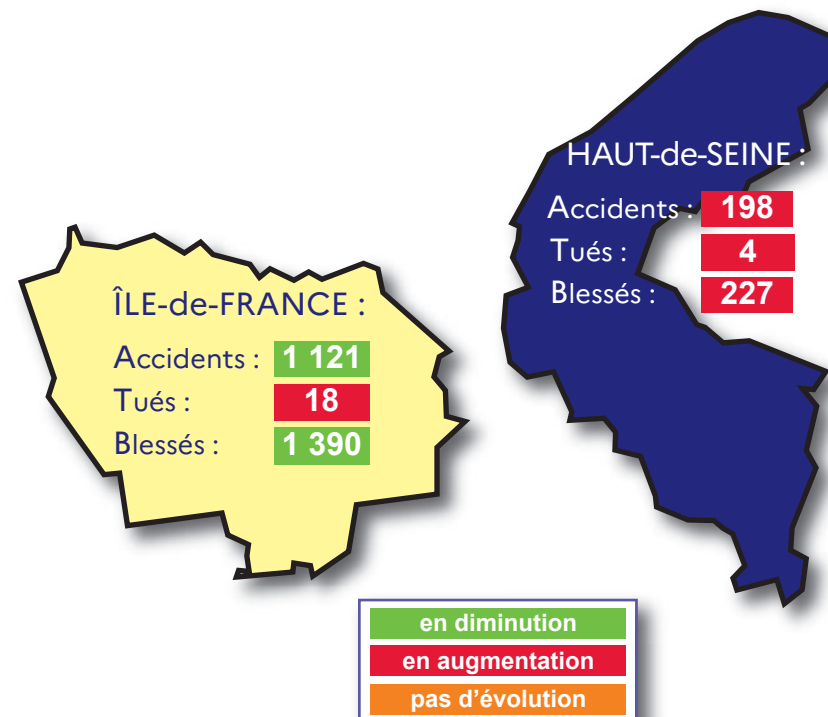 HAUT-de-SEINE :
Accidents : 198
Tués : 4
Blessés : 227
ÎLE-de-FRANCE :
Accidents : 1 121
Tués : 18
Blessés : 1 390
en diminution
en augmentation
pas d'évolution